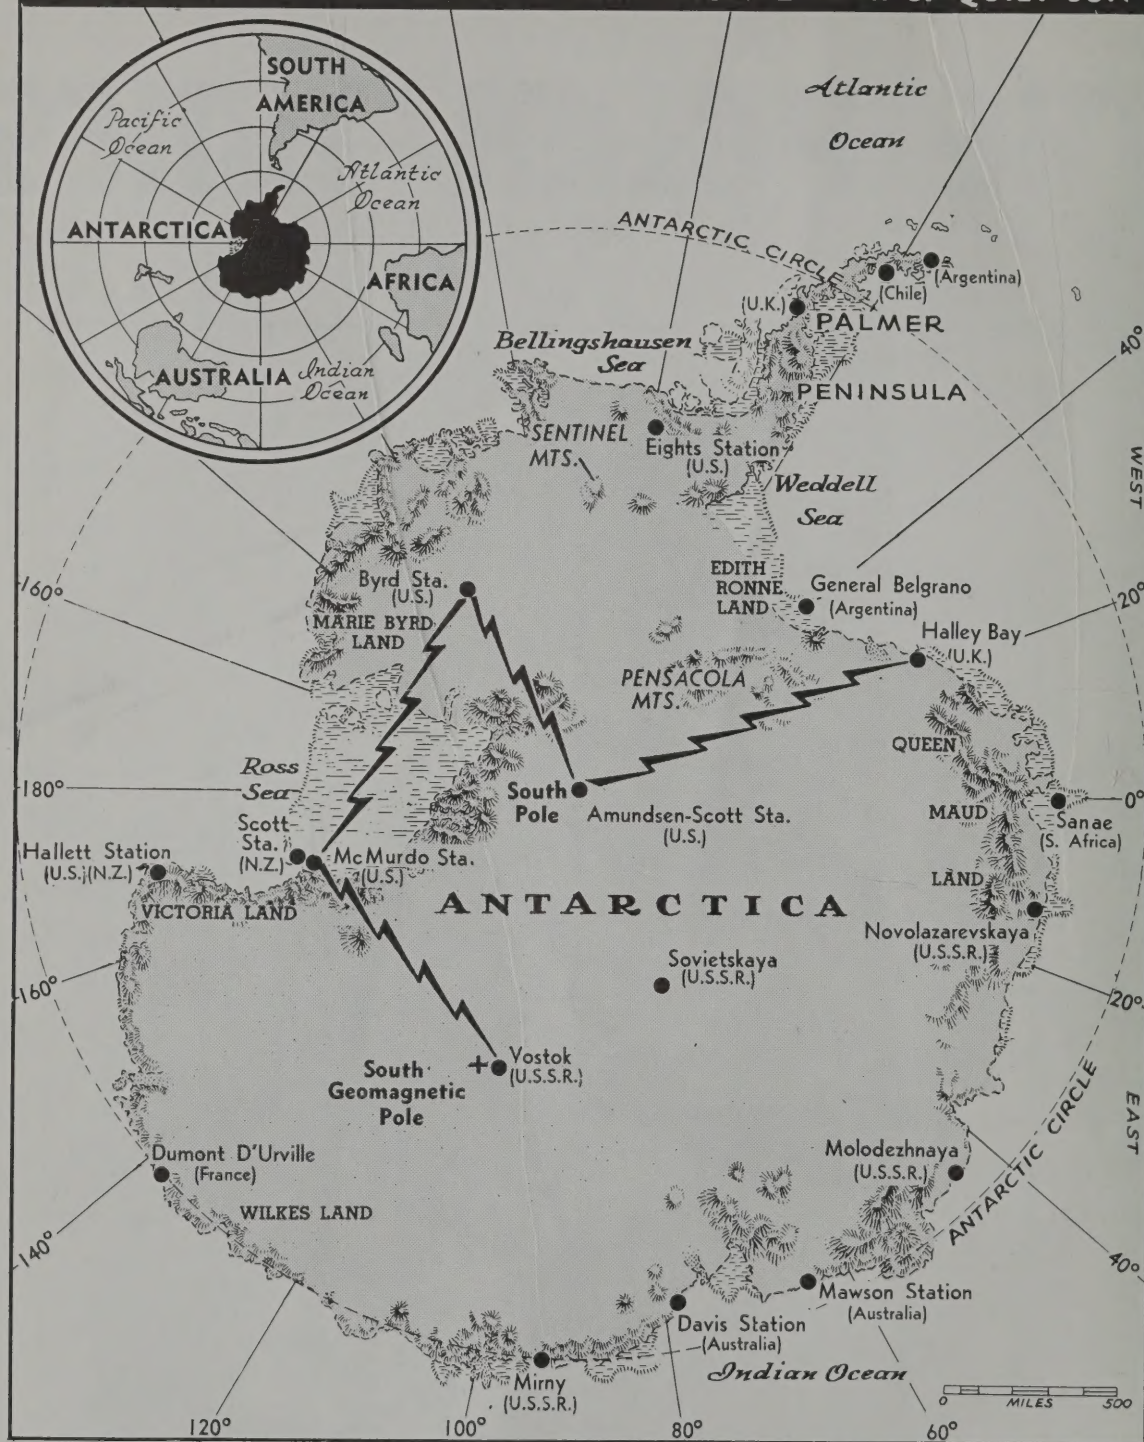 QUIET SUN
SOUTH
AMERICA
Pacific
Ocean
Atlantic
Ocean
ANTARCTICA
AFRICA
AUSTRALIA
Indian
Ocean
Atlantic
Ocean
ANTARCTIC CIRCLE
(Argentina)
(Chile)
(U.K.)
PALMER
PENINSULA
Bellingshausen
Sea
40°
WEST
SENTINEL
MTS.
Eights Station
(U.S.)
Weddell
Sea
EDITH
RONNE
LAND
General Belgrano
(Argentina)
20°
Byrd Sta.
(U.S.)
160°
MARIE BYRD
LAND
Halley Bay
(U.K.)
PENSACOLA
MTS.
QUEEN
Ross
Sea
180°
South
Pole
Amundsen-Scott Sta.
(U.S.)
MAUD
0°
Sanae
(S. Africa)
Scott
Sta.
(N.Z.)
McMurdo Sta.
(U.S.)
Hallett Station
(U.S.)(N.Z.)
VICTORIA LAND
LAND
ANTARCTICA
Novolazarevskaya
(U.S.S.R.)
Sovietskaya
(U.S.S.R.)
160°
20°
South
Geomagnetic
Pole
Vostok
(U.S.S.R.)
EAST
Dumont D'Urville
(France)
Molodezhnaya
(U.S.S.R.)
ANTARCTIC CIRCLE
WILKES LAND
140°
40°
Mawson Station
(Australia)
Davis Station
(Australia)
Indian Ocean
Mirny
(U.S.S.R.)
0 MILES 500
120°
100°
80°
60°